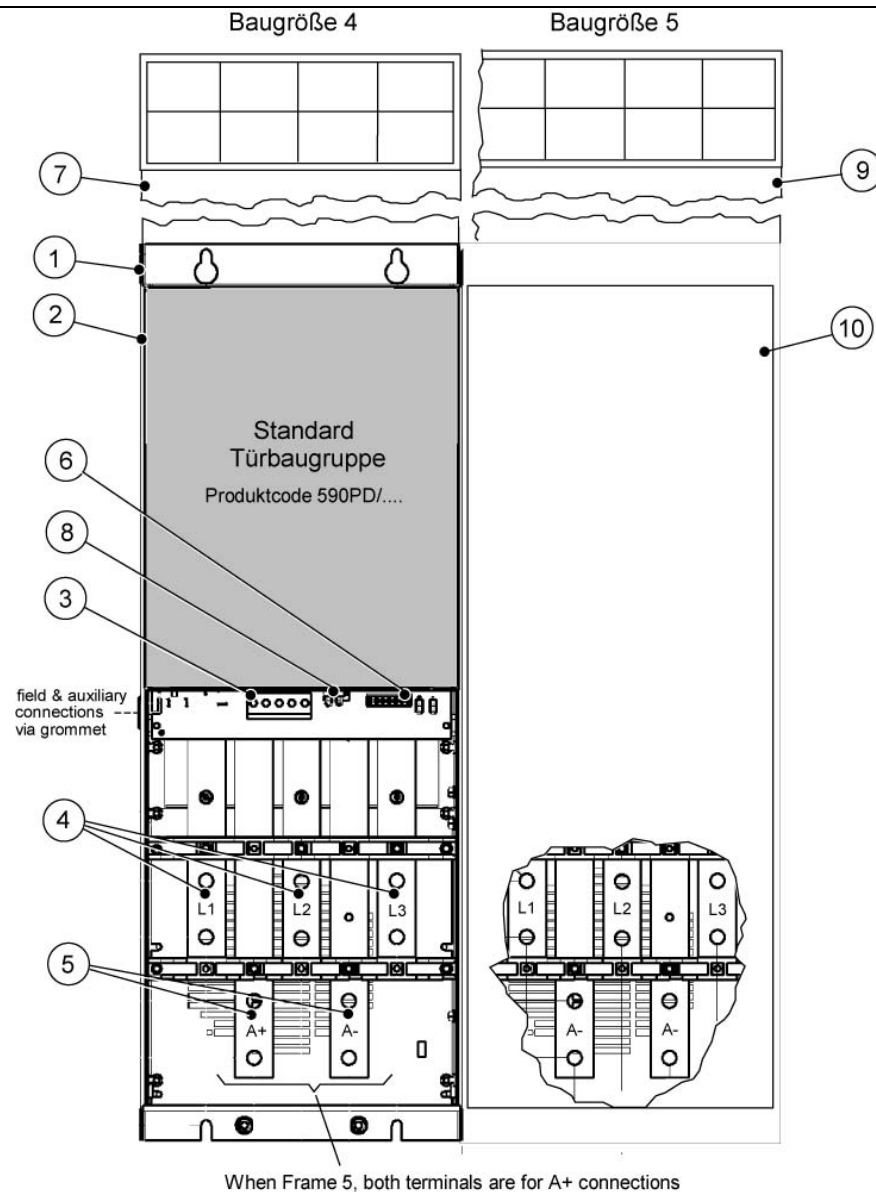 Baugröße 4
Baugröße 5
7
9
1
2
10
Standard
Türbaugruppe
Produktcode 590PD/....
6
8
3
field & auxiliary
connections
via grommet
4
L1
L2
L3
L1
L2
L3
5
A+
A-
A-
A-
When Frame 5, both terminals are for A+ connections